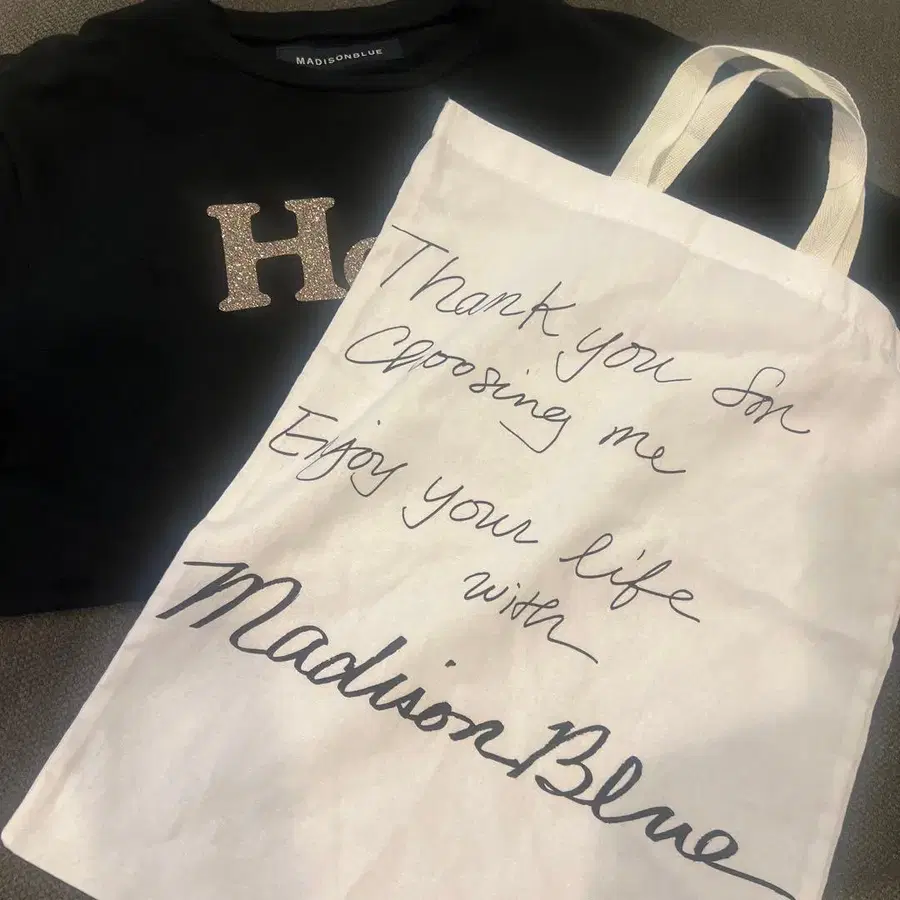 MADISONBLUE
He
Thank you for
Choosing me
Enjoy your life
with
MadisonBlue